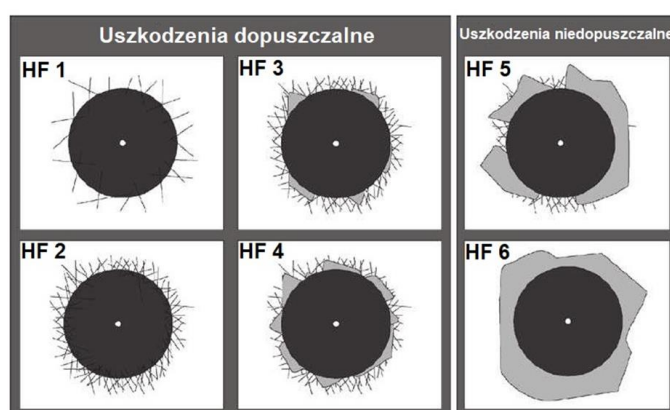 Uszkodzenia dopuszczalne
Uszkodzenia niedopuszczalne
HF 1
HF 3
HF 5
HF 2
HF 4
HF 6